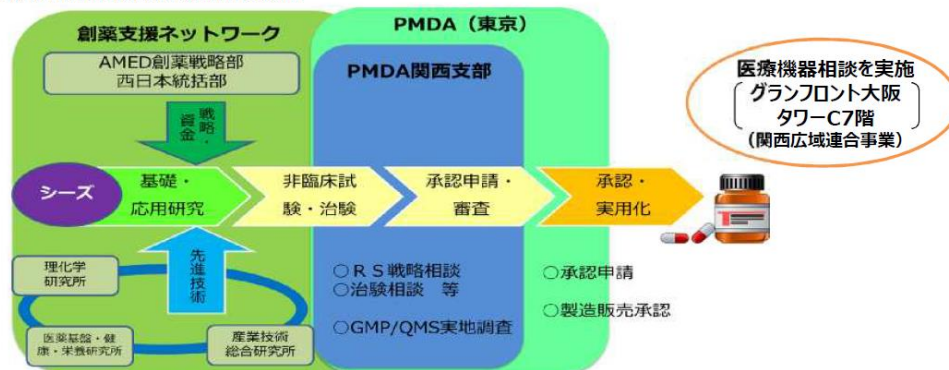 創薬支援ネットワーク
AMED創薬戦略部
西日本統括部
戦略・
資金
PMDA（東京）
PMDA関西支部
医療機器相談を実施
グランフロント大阪
タワーC7階
(関西広域連合事業)
シーズ
基礎・
応用研究
非臨床試
験・治験
承認申請・
審査
承認・
実用化
先進技術
理化学
研究所
医薬基盤・健
康・栄養研究所
産業技術
総合研究所
○ＲＳ戦略相談
○治験相談　等
○GMP/QMS実地調査
○承認申請
○製造販売承認